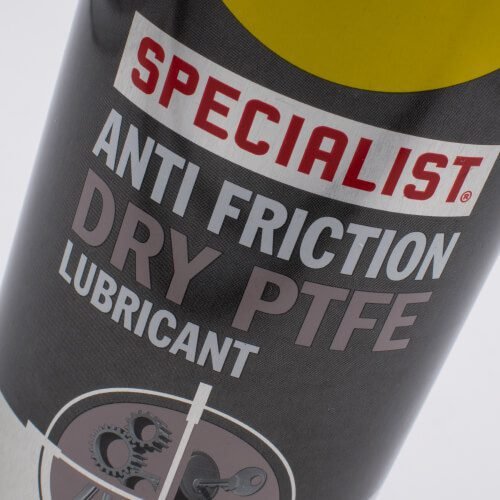 SPECIALIST®
ANTI FRICTION
DRY PTFE
LUBRICANT